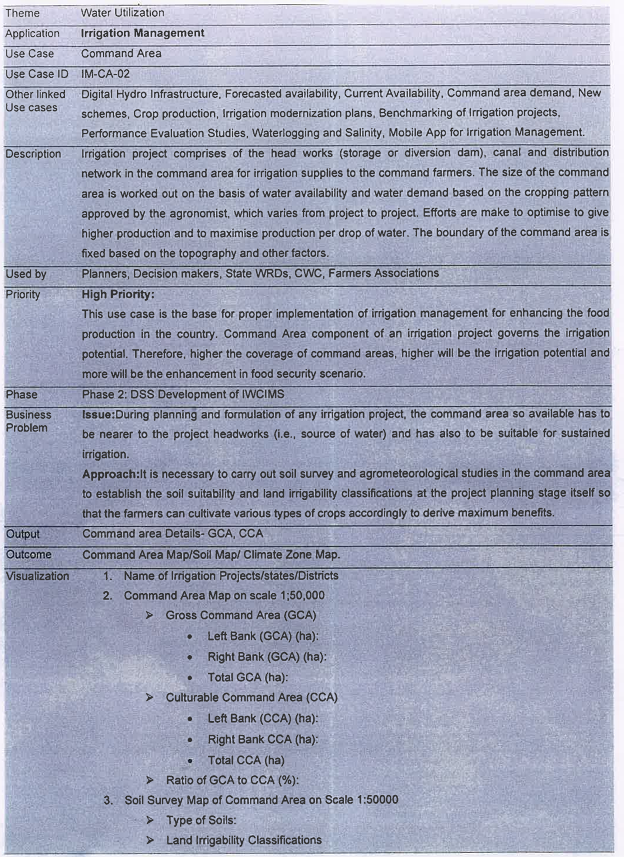 Theme Water Utilization
Application Irrigation Management
Use Case Command Area
Use Case ID IM-CA-02
Other linked Digital Hydro Infrastructure, Forecasted availability, Current Availability, Command area demand, New
Use cases schemes, Crop production, Irrigation modernization plans, Benchmarking of Irrigation projects,
Performance Evaluation Studies, Waterlogging and Salinity, Mobile App for Irrigation Management.
Description Irrigation project comprises of the head works (storage or diversion dam), canal and distribution
network in the command area for irrigation supplies to the command farmers. The size of the command
area is worked out on the basis of water availability and water demand based on the cropping pattern
approved by the agronomist, which varies from project to project. Efforts are make to optimise to give
higher production and to maximise production per drop of water. The boundary of the command area is
fixed based on the topography and other factors.
Used by Planners, Decision makers, State WRDs, CWC, Farmers Associations
Priority High Priority:
This use case is the base for proper implementation of irrigation management for enhancing the food
production in the country. Command Area component of an irrigation project governs the irrigation
potential. Therefore, higher the coverage of command areas, higher will be the irrigation potential and
more will be the enhancement in food security scenario.
Phase Phase 2: DSS Development of IWCIMS
Business Issue:During planning and formulation of any irrigation project, the command area so available has to
Problem be nearer to the project headworks (i.e., source of water) and has also to be suitable for sustained
irrigation.
Approach:It is necessary to carry out soil survey and agrometeorological studies in the command area
to establish the soil suitability and land irrigability classifications at the project planning stage itself so
that the farmers can cultivate various types of crops accordingly to derive maximum benefits.
Output Command area Details- GCA, CCA
Outcome Command Area Map/Soil Map/ Climate Zone Map.
Visualization 1. Name of Irrigation Projects/states/Districts
2. Command Area Map on scale 1;50,000
➤ Gross Command Area (GCA)
• Left Bank (GCA) (ha):
• Right Bank (GCA) (ha):
• Total GCA (ha):
➤ Culturable Command Area (CCA)
• Left Bank (CCA) (ha):
• Right Bank CCA (ha):
• Total CCA (ha)
➤ Ratio of GCA to CCA (%):
3. Soil Survey Map of Command Area on Scale 1:50000
➤ Type of Soils:
➤ Land Irrigability Classifications